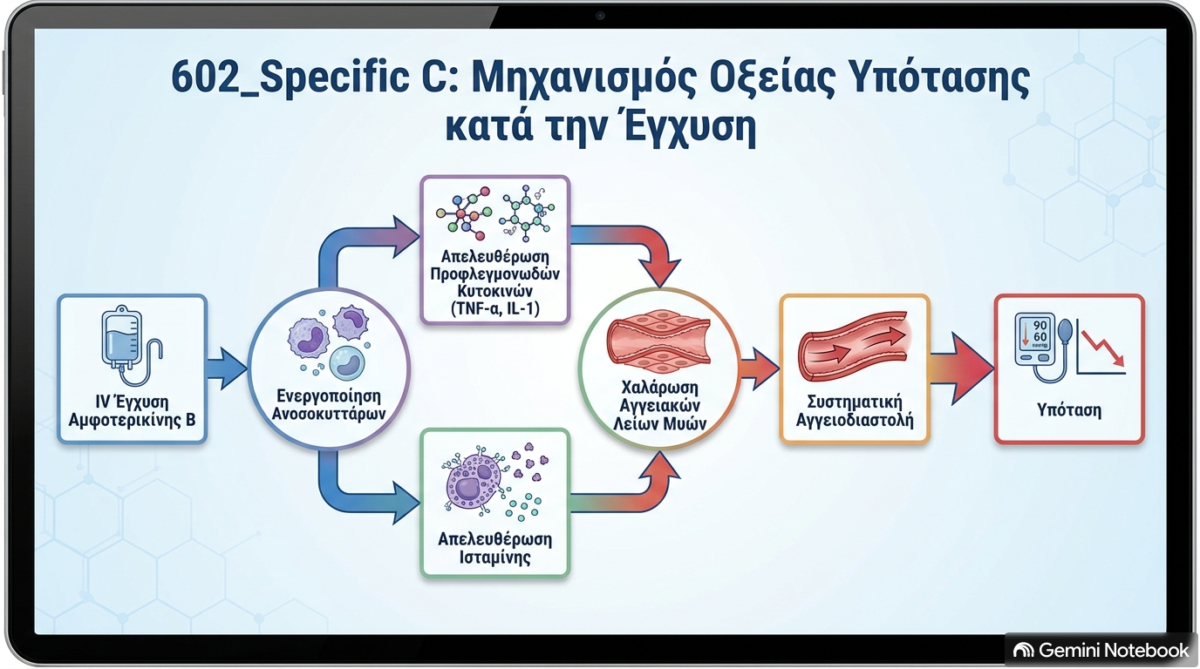 602_Specific C: Μηχανισμός Οξείας Υπότασης
κατά την Έγχυση
IV Έγχυση
Αμφοτερικίνης Β
Ενεργοποίηση
Ανοσοκυττάρων
Απελευθέρωση
Προφλεγμονωδών
Κυτοκινών
(TNF-α, IL-1)
Απελευθέρωση
Ισταμίνης
Χαλάρωση
Αγγειακών
Λείων Μυών
Συστηματική
Αγγειοδιαστολή
90
60
Υπόταση
Gemini Notebook